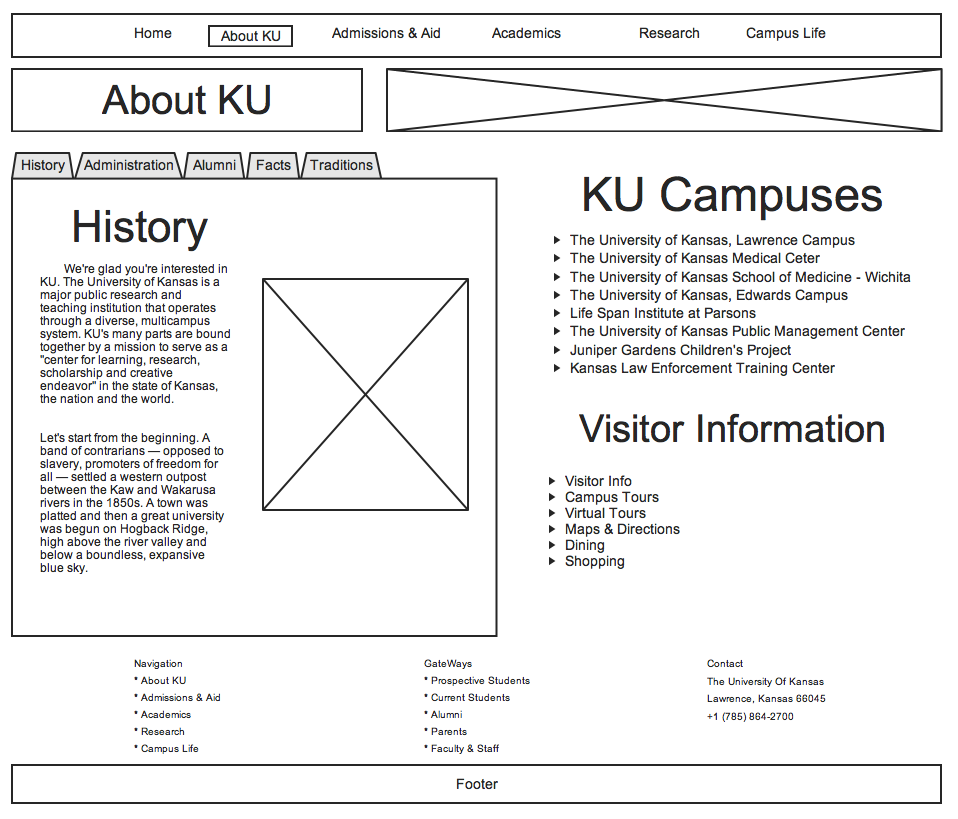 Home About KU Admissions & Aid Academics Research Campus Life
About KU
History Administration Alumni Facts Traditions
History
We're glad you're interested in
KU. The University of Kansas is a
major public research and
teaching institution that operates
through a diverse, multicampus
system. KU's many parts are bound
together by a mission to serve as a
"center for learning, research,
scholarship and creative
endeavor" in the state of Kansas,
the nation and the world.
Let's start from the beginning. A
band of contrarians — opposed to
slavery, promoters of freedom for
all — settled a western outpost
between the Kaw and Wakarusa
rivers in the 1850s. A town was
platted and then a great university
was begun on Hogback Ridge,
high above the river valley and
below a boundless, expansive
blue sky.
KU Campuses
The University of Kansas, Lawrence Campus
The University of Kansas Medical Ceter
The University of Kansas School of Medicine - Wichita
The University of Kansas, Edwards Campus
Life Span Institute at Parsons
The University of Kansas Public Management Center
Juniper Gardens Children's Project
Kansas Law Enforcement Training Center
Visitor Information
Visitor Info
Campus Tours
Virtual Tours
Maps & Directions
Dining
Shopping
Navigation
* About KU
* Admissions & Aid
* Academics
* Research
* Campus Life
GateWays
* Prospective Students
* Current Students
* Alumni
* Parents
* Faculty & Staff
Contact
The University Of Kansas
Lawrence, Kansas 66045
+1 (785) 864-2700
Footer